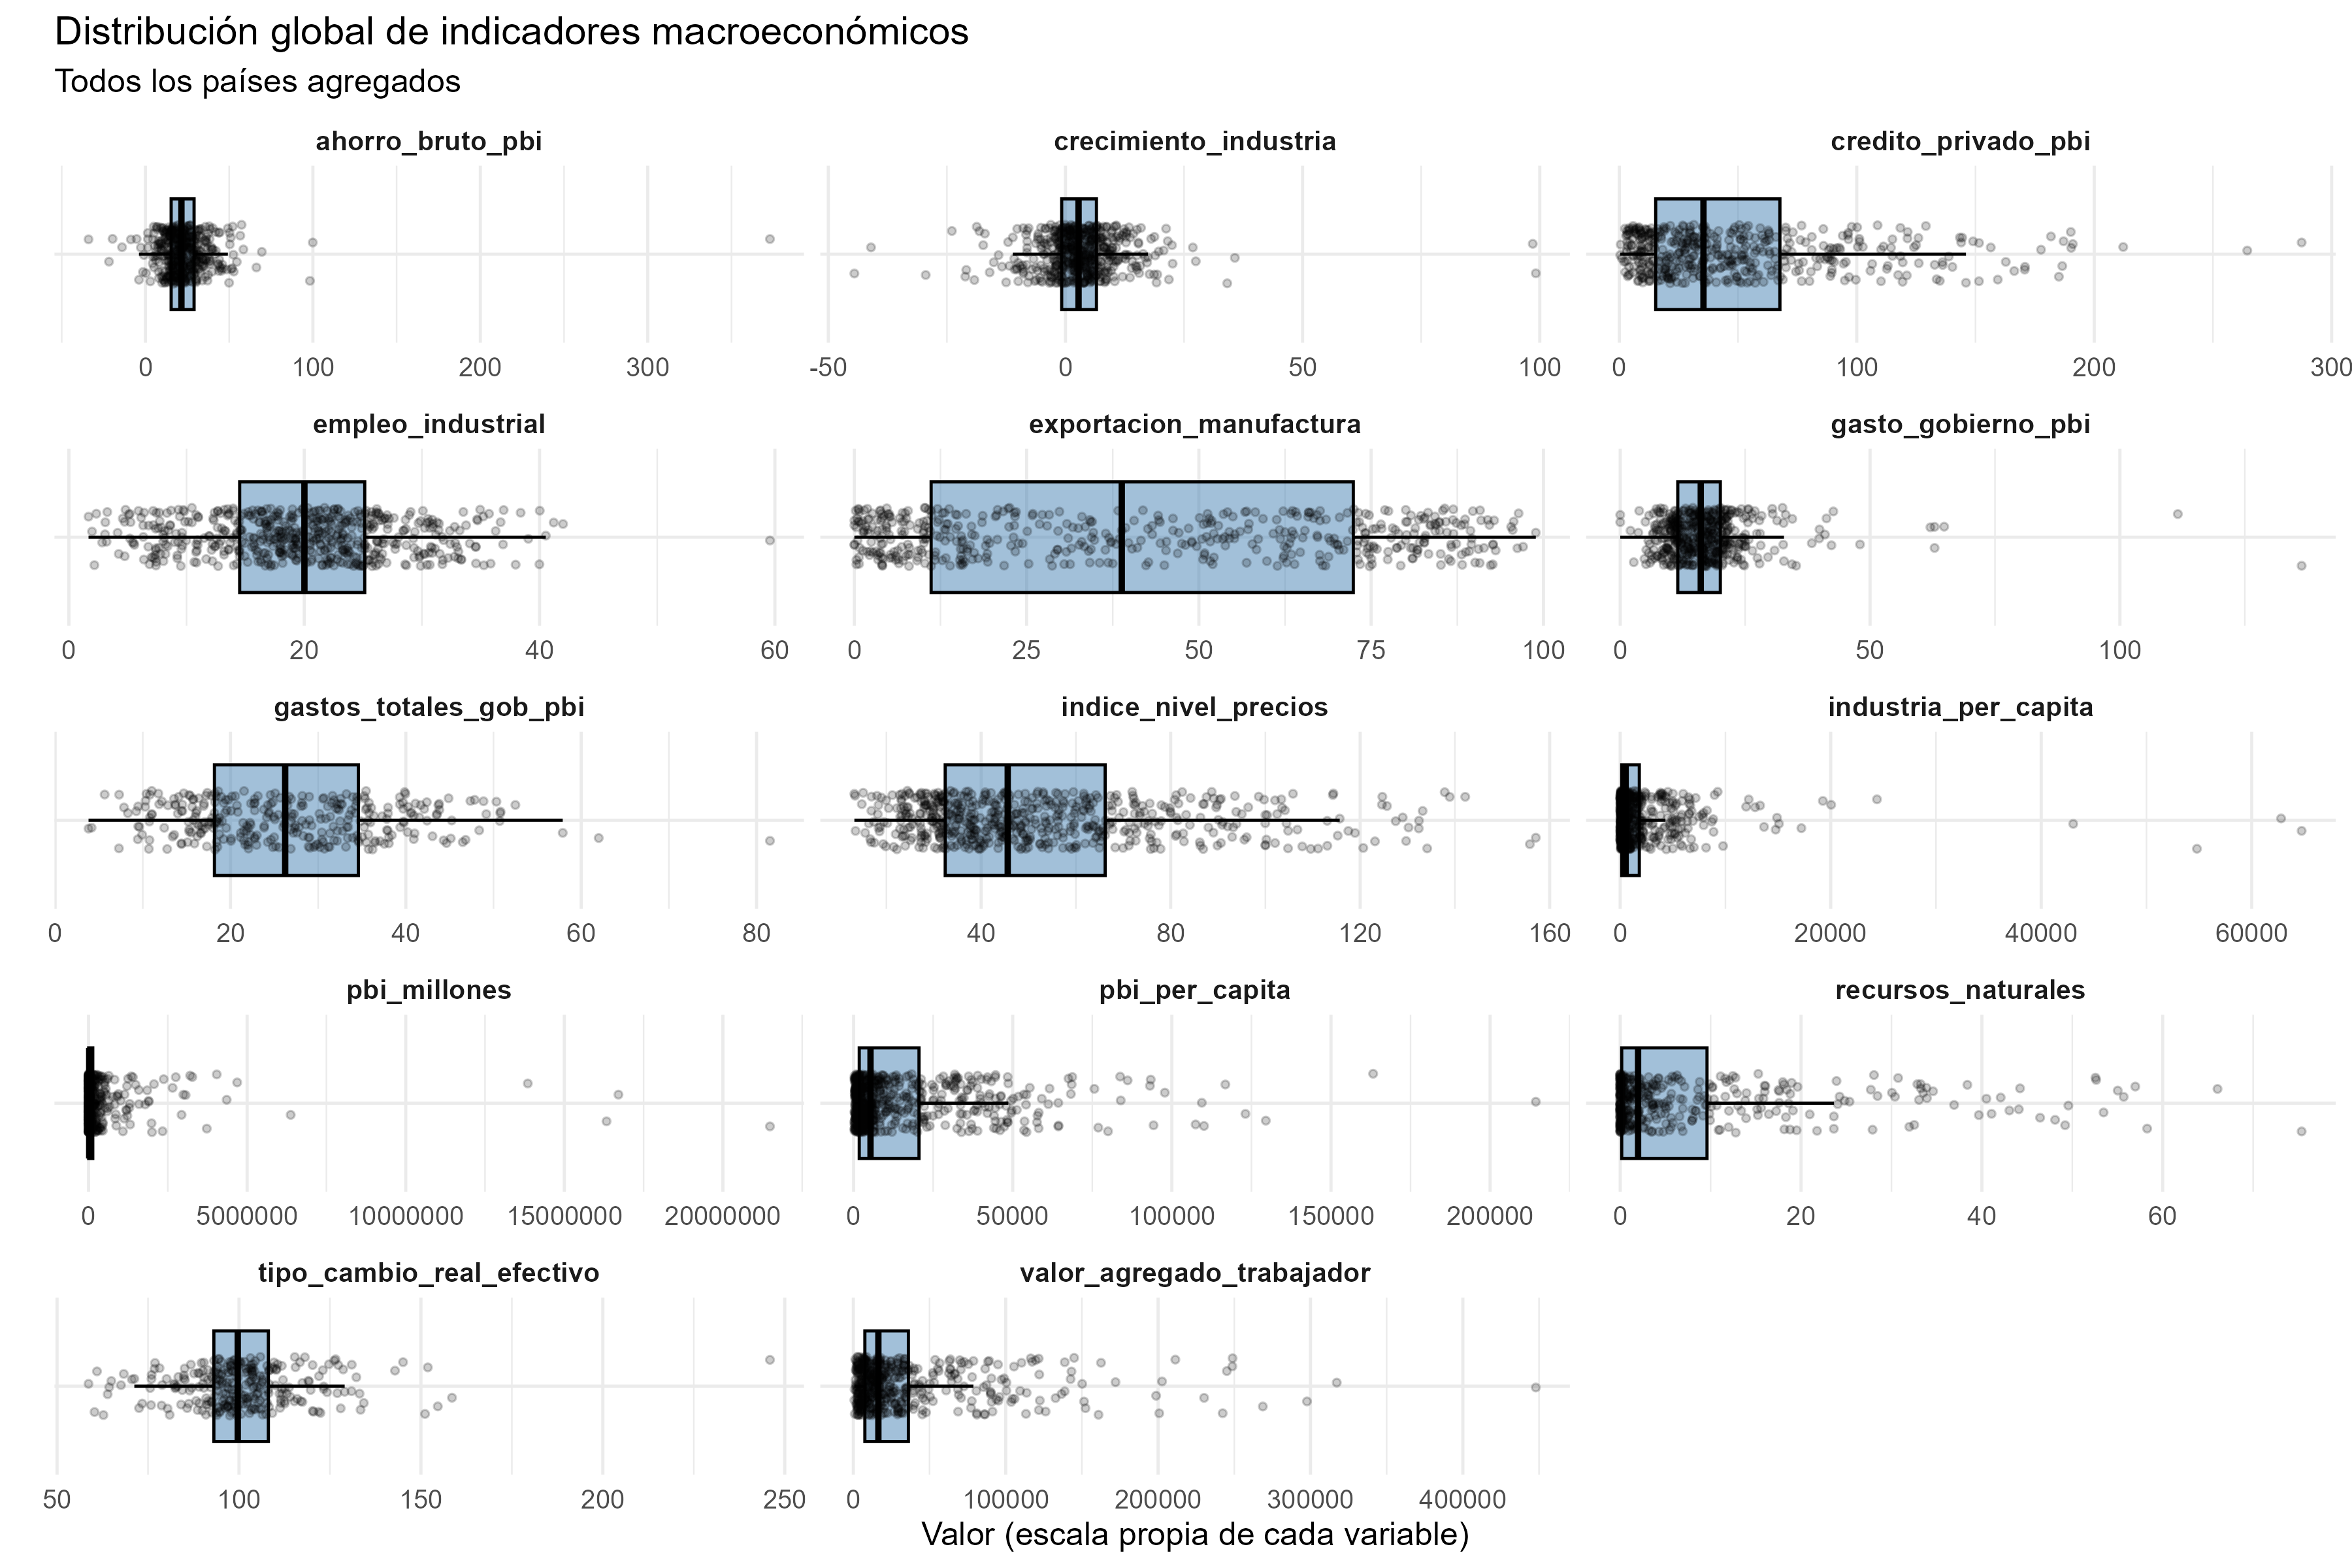 Distribución global de indicadores macroeconómicos
Todos los países agregados
ahorro_bruto_pbi crecimiento_industria credito_privado_pbi
0 100 200 300 -50 0 50 100 0 100 200 300
empleo_industrial exportacion_manufactura gasto_gobierno_pbi
0 20 40 60 0 25 50 75 100 0 50 100
gastos_totales_gob_pbi indice_nivel_precios industria_per_capita
0 20 40 60 80 40 80 120 160 0 20000 40000 60000
pbi_millones pbi_per_capita recursos_naturales
0 5000000 10000000 15000000 20000000 0 50000 100000 150000 200000 0 20 40 60
tipo_cambio_real_efectivo valor_agregado_trabajador
50 100 150 200 250 0 100000 200000 300000 400000
Valor (escala propia de cada variable)